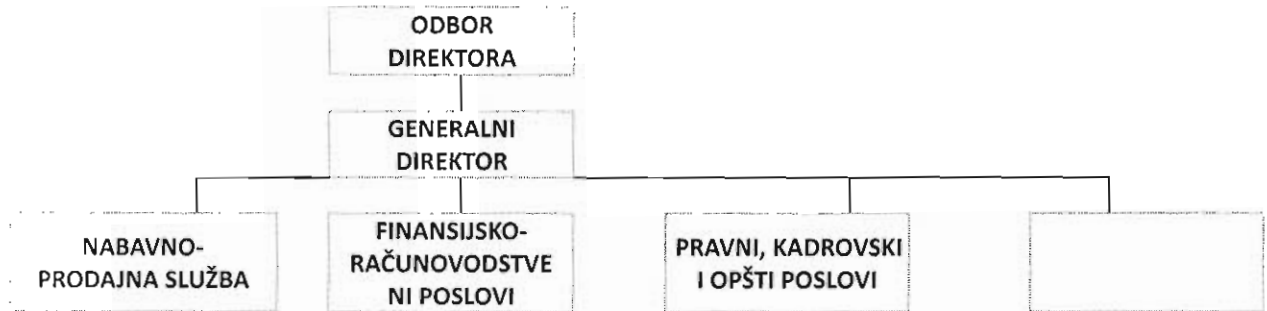 ODBOR
DIREKTORA
GENERALNI
DIREKTOR
NABAVNO-
PRODAJNA SLUŽBA
FINANSIJSKO-
RAČUNOVODSTVE
NI POSLOVI
PRAVNI, KADROVSKI
I OPŠTI POSLOVI